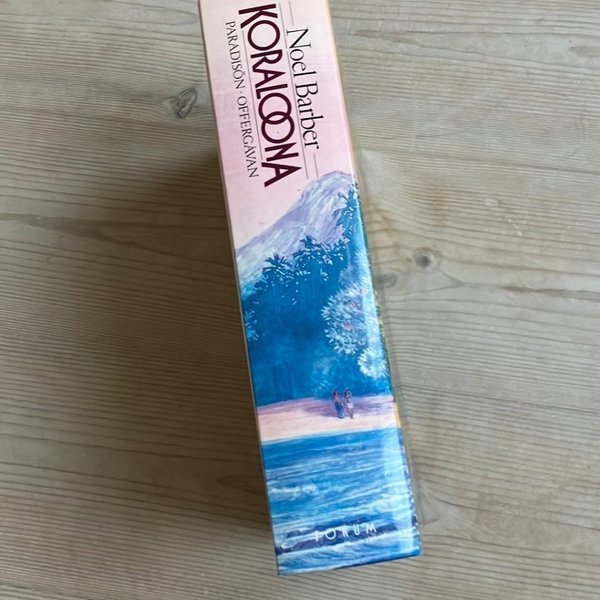 Noel Barber
KORALOONA
PARADISÖN · OFFERGÅVAN
FORUM